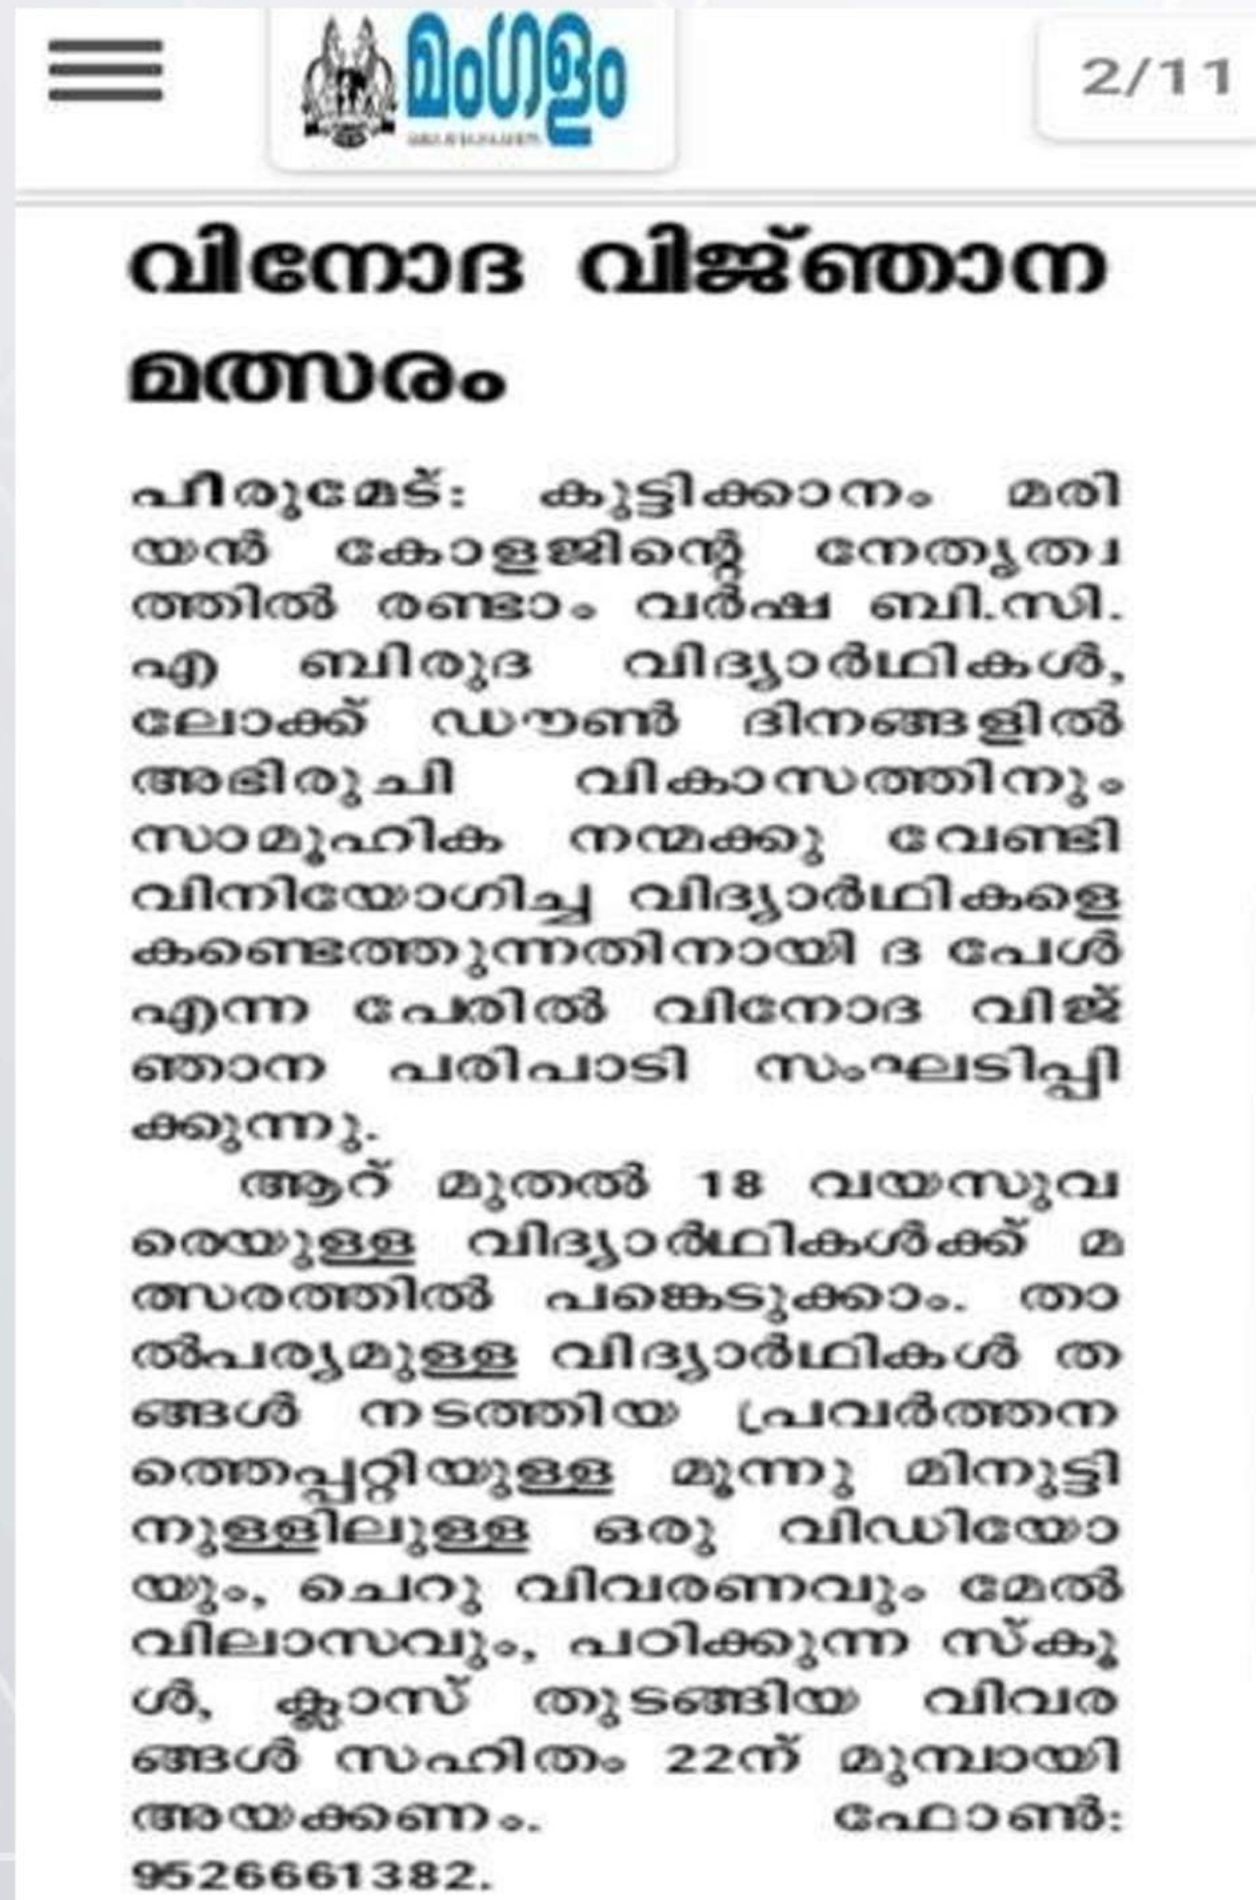 മംഗളം
2/11
വിനോദ വിജ്ഞാന
മത്സരം
പീരുമേട്: കുട്ടിക്കാനം മരി
യൻ കോളജിന്റെ നേതൃത്വ
ത്തിൽ രണ്ടാം വർഷ ബി.സി.
എ ബിരുദ വിദ്യാർഥികൾ,
ലോക്ക് ഡൗൺ ദിനങ്ങളിൽ
അഭിരുചി വികാസത്തിനും
സാമൂഹിക നന്മക്കു വേണ്ടി
വിനിയോഗിച്ച വിദ്യാർഥികളെ
കണ്ടെത്തുന്നതിനായി ദ പേൾ
എന്ന പേരിൽ വിനോദ വിജ്
ഞാന പരിപാടി സംഘടിപ്പി
ക്കുന്നു.
ആറ് മുതൽ 18 വയസുവ
രെയുള്ള വിദ്യാർഥികൾക്ക് മ
ത്സരത്തിൽ പങ്കെടുക്കാം. താ
ൽപര്യമുള്ള വിദ്യാർഥികൾ ത
ങ്ങൾ നടത്തിയ പ്രവർത്തന
ത്തെപ്പറ്റിയുള്ള മൂന്നു മിനുട്ടി
നുള്ളിലുള്ള ഒരു വിഡിയോ
യും, ചെറു വിവരണവും മേൽ
വിലാസവും, പഠിക്കുന്ന സ്കൂ
ൾ, ക്ലാസ് തുടങ്ങിയ വിവര
ങ്ങൾ സഹിതം 22ന് മുമ്പായി
അയക്കണം. ഫോൺ:
9526661382.